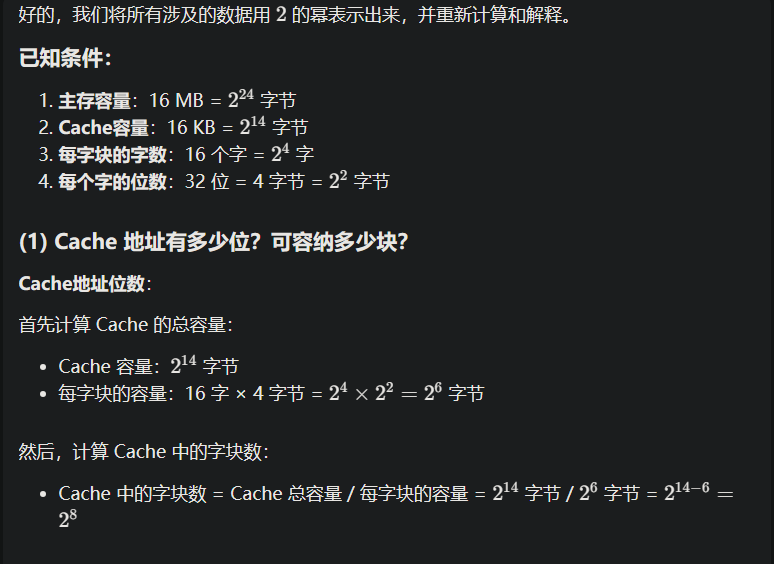 好的，我们将所有涉及的数据用 2 的幂表示出来，并重新计算和解释。
已知条件：
1. 主存容量：16 MB = 2^24 字节
2. Cache容量：16 KB = 2^14 字节
3. 每字块的字数：16 个字 = 2^4 字
4. 每个字的位数：32 位 = 4 字节 = 2^2 字节
(1) Cache 地址有多少位？可容纳多少块？
Cache地址位数：
首先计算 Cache 的总容量：
• Cache 容量：2^14 字节
• 每字块的容量：16 字 × 4 字节 = 2^4 × 2^2 = 2^6 字节
然后，计算 Cache 中的字块数：
• Cache 中的字块数 = Cache 总容量 / 每字块的容量 = 2^14 字节 / 2^6 字节 = 2^14−6 =
2^8